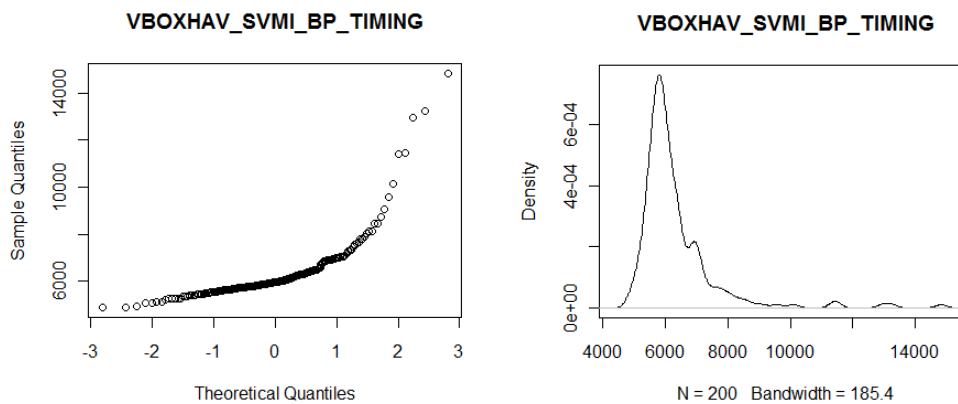 VBOXHAV_SVMI_BP_TIMING
Sample Quantiles
6000
10000
14000
-3 -2 -1 0 1 2 3
Theoretical Quantiles
VBOXHAV_SVMI_BP_TIMING
Density
0e+00
4e-04
6e-04
4000 6000 8000 10000 14000
N = 200 Bandwidth = 185.4